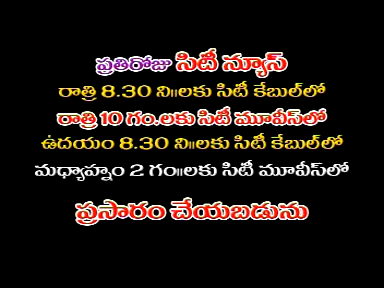 ప్రతిరోజు సిటీ న్యూస్
రాత్రి 8.30 ని॥లకు సిటీ కేబుల్‌లో
రాత్రి 10 గం.లకు సిటీ మూవీస్‌లో
ఉదయం 8.30 ని॥లకు సిటీ కేబుల్‌లో
మధ్యాహ్నం 2 గం॥లకు సిటీ మూవీస్‌లో
ప్రసారం చేయబడును